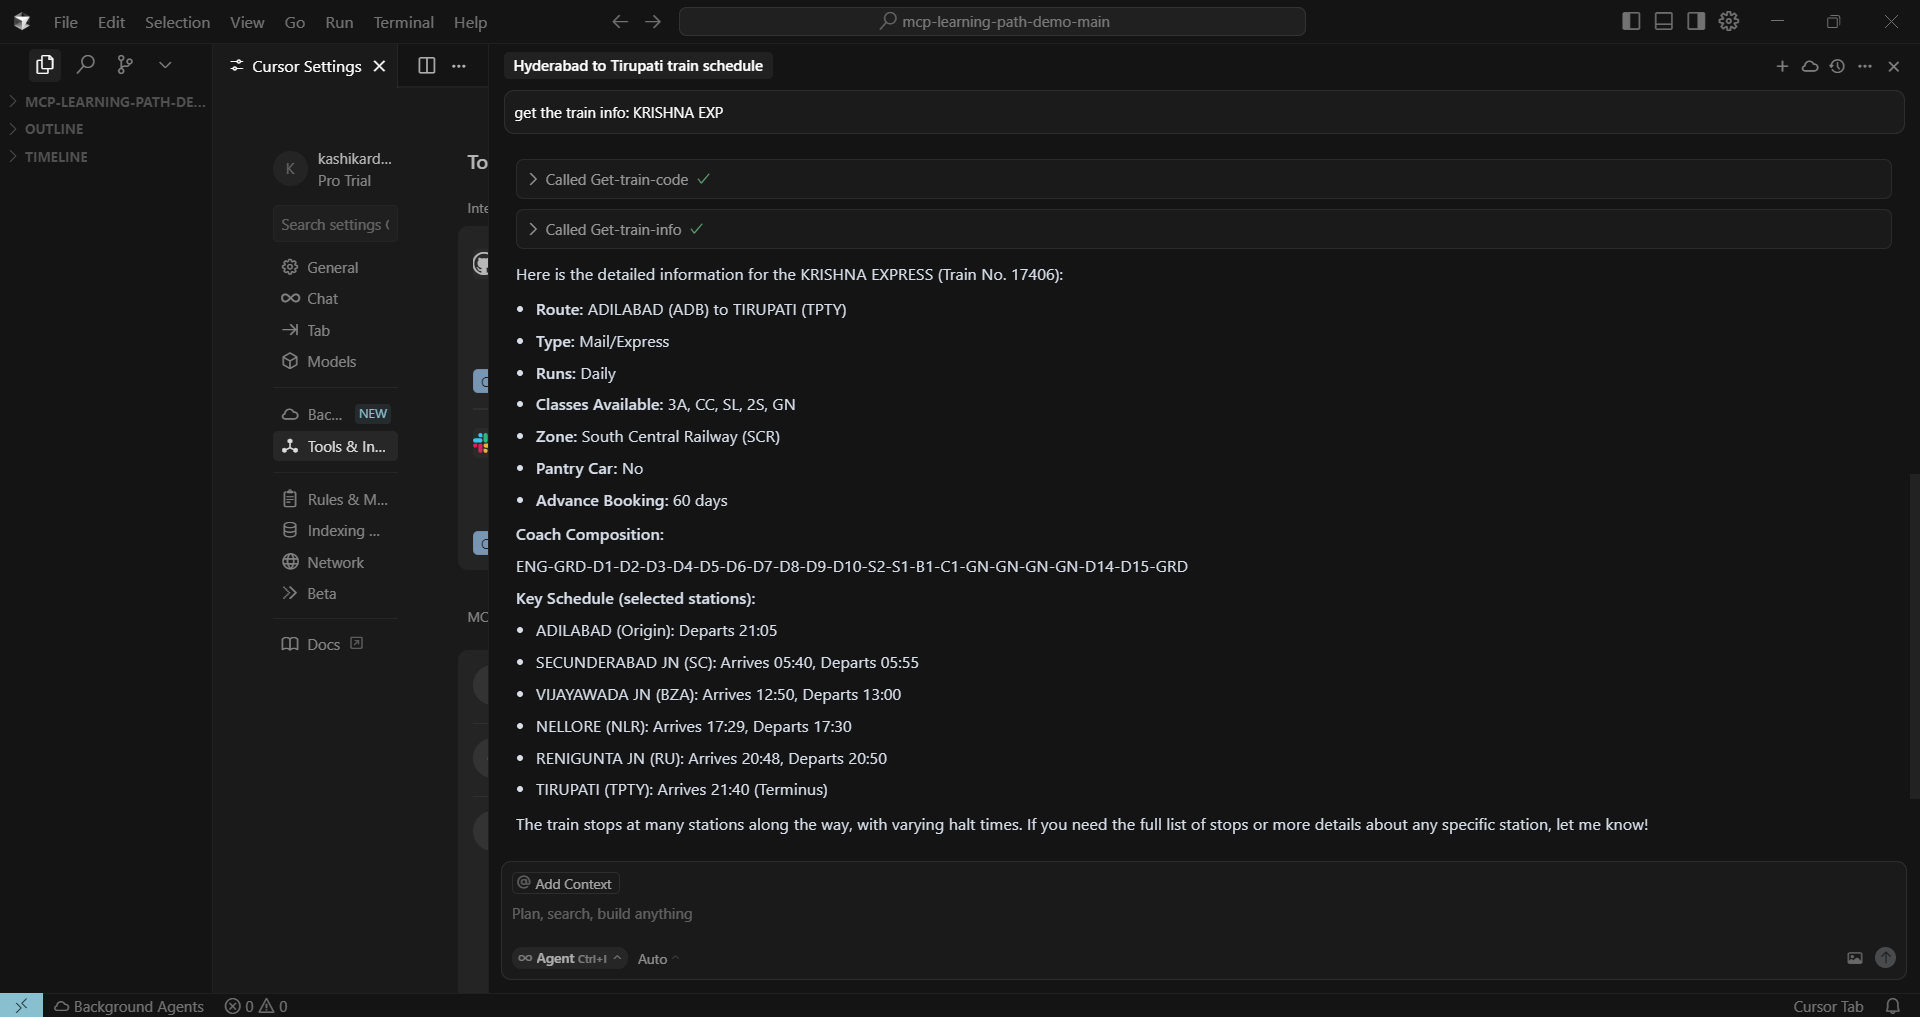 File Edit Selection View Go Run Terminal Help
mcp-learning-path-demo-main
MCP-LEARNING-PATH-DE...
OUTLINE
TIMELINE
Cursor Settings
kashikard...
K
Pro Trial
Search settings
General
Chat
Tab
Models
Bac... NEW
Tools & In...
Rules & M...
Indexing ...
Network
Beta
Docs
To
Inte
MC
Hyderabad to Tirupati train schedule
get the train info: KRISHNA EXP
Called Get-train-code
Called Get-train-info
Here is the detailed information for the KRISHNA EXPRESS (Train No. 17406):
• Route: ADILABAD (ADB) to TIRUPATI (TPTY)
• Type: Mail/Express
• Runs: Daily
• Classes Available: 3A, CC, SL, 2S, GN
• Zone: South Central Railway (SCR)
• Pantry Car: No
• Advance Booking: 60 days
Coach Composition:
ENG-GRD-D1-D2-D3-D4-D5-D6-D7-D8-D9-D10-S2-S1-B1-C1-GN-GN-GN-GN-D14-D15-GRD
Key Schedule (selected stations):
• ADILABAD (Origin): Departs 21:05
• SECUNDERABAD JN (SC): Arrives 05:40, Departs 05:55
• VIJAYAWADA JN (BZA): Arrives 12:50, Departs 13:00
• NELLORE (NLR): Arrives 17:29, Departs 17:30
• RENIGUNTA JN (RU): Arrives 20:48, Departs 20:50
• TIRUPATI (TPTY): Arrives 21:40 (Terminus)
The train stops at many stations along the way, with varying halt times. If you need the full list of stops or more details about any specific station, let me know!
@ Add Context
Plan, search, build anything
∞ Agent Ctrl+I Auto
Background Agents 0 0
Cursor Tab